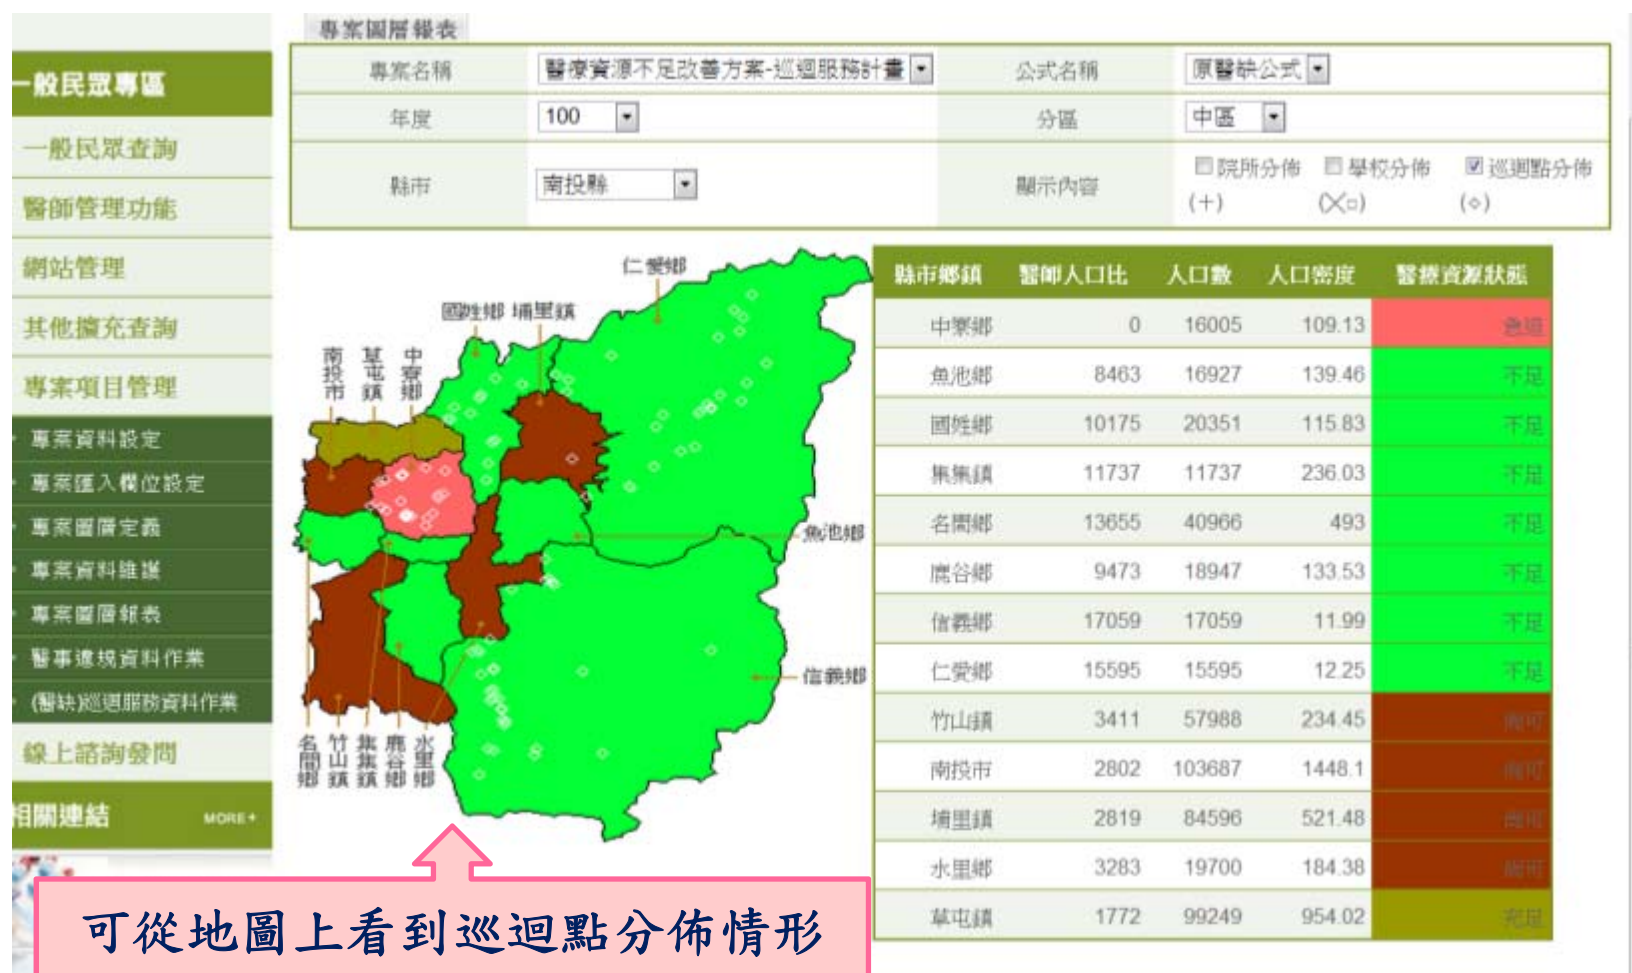 專案圖層報表
專案名稱 醫療資源不足改善方案-巡迴服務計畫 公式名稱 原醫缺公式
年度 100 分區 中區
縣市 南投縣 顯示內容 院所分佈(＋) 學校分佈(╳□) 巡迴點分佈(◇)
一般民眾專區
一般民眾查詢
醫師管理功能
網站管理
其他擴充查詢
專案項目管理
專案資料設定
專案匯入欄位設定
專案圖層定義
專案資料維護
專案圖層報表
醫事違規資料作業
(醫缺)巡迴服務資料作業
線上諮詢發問
相關連結 MORE+
仁愛鄉
國姓鄉 埔里鎮
南投市 草屯鎮 中寮鄉
魚池鄉
信義鄉
名間鄉 竹山鎮 集集鎮 鹿谷鄉 水里鄉
縣市鄉鎮 醫師人口比 人口數 人口密度 醫療資源狀態
中寮鄉 0 16005 109.13 急迫
魚池鄉 8463 16927 139.46 不足
國姓鄉 10175 20351 115.83 不足
集集鎮 11737 11737 236.03 不足
名間鄉 13655 40966 493 不足
鹿谷鄉 9473 18947 133.53 不足
信義鄉 17059 17059 11.99 不足
仁愛鄉 15595 15595 12.25 不足
竹山鎮 3411 57988 234.45 尚可
南投市 2802 103687 1448.1 尚可
埔里鎮 2819 84596 521.48 尚可
水里鄉 3283 19700 184.38 尚可
草屯鎮 1772 99249 954.02 充足
可從地圖上看到巡迴點分佈情形